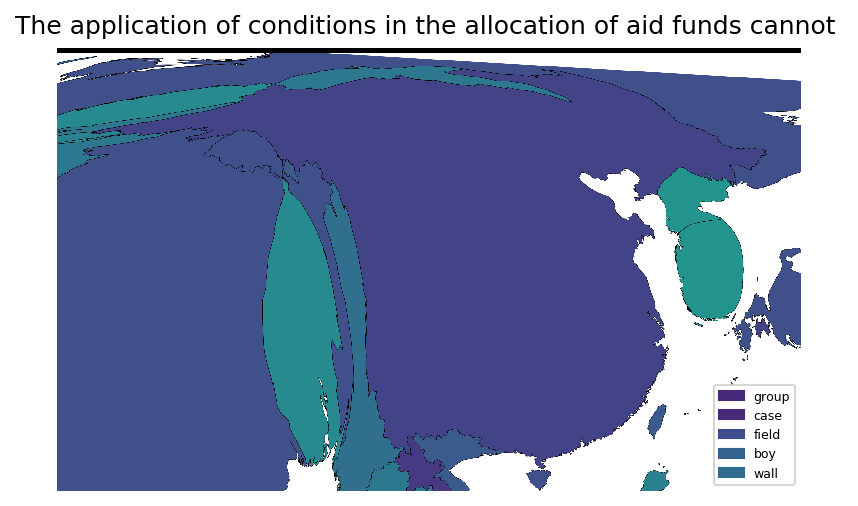 The application of conditions in the allocation of aid funds cannot
group
case
field
boy
wall